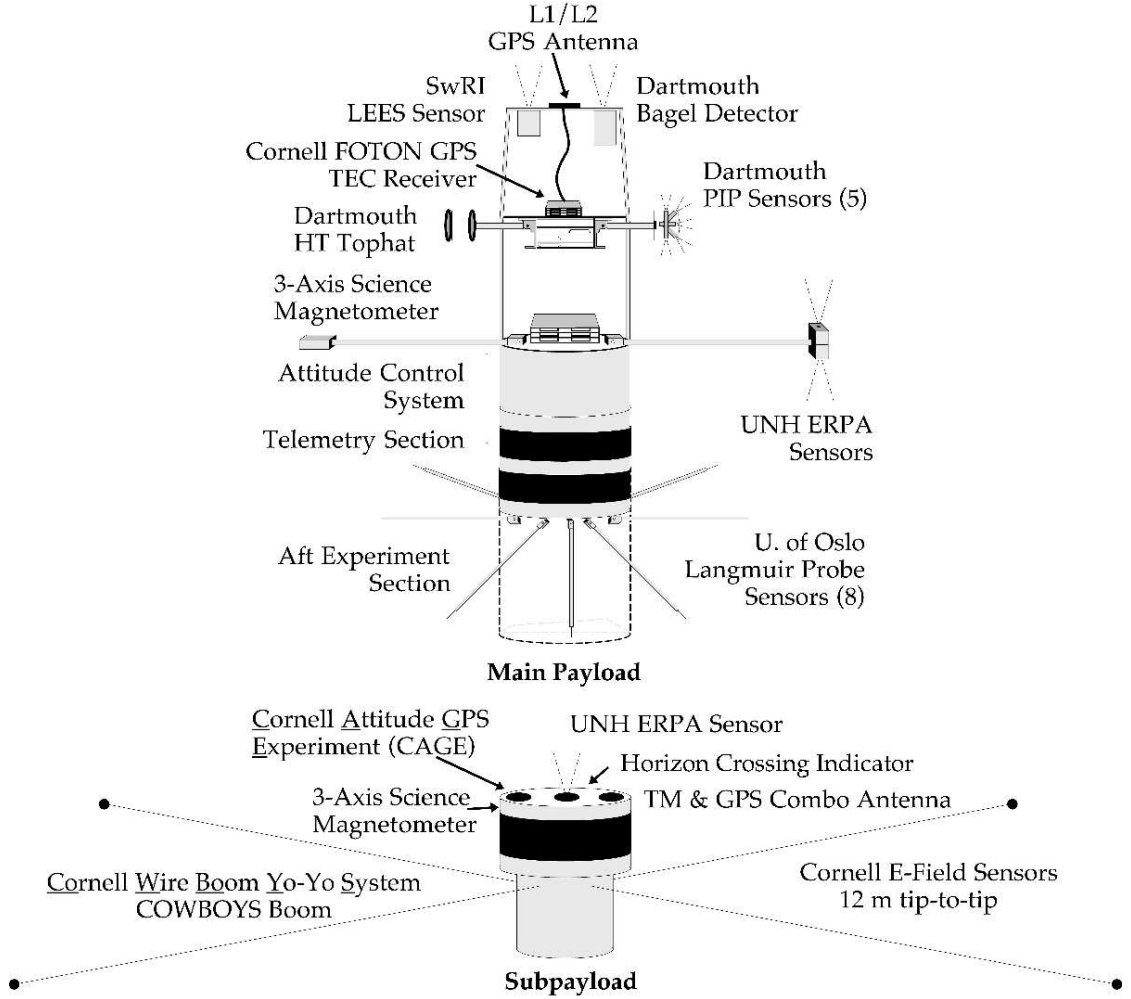 L1/L2
GPS Antenna
SwRI
LEES Sensor
Dartmouth
Bagel Detector
Cornell FOTON GPS
TEC Receiver
Dartmouth
PIP Sensors (5)
Dartmouth
HT Tophat
3-Axis Science
Magnetometer
Attitude Control
System
UNH ERPA
Sensors
Telemetry Section
Aft Experiment
Section
U. of Oslo
Langmuir Probe
Sensors (8)
Main Payload
Cornell Attitude GPS
Experiment (CAGE)
UNH ERPA Sensor
Horizon Crossing Indicator
3-Axis Science
Magnetometer
TM & GPS Combo Antenna
Cornell Wire Boom Yo-Yo System
COWBOYS Boom
Cornell E-Field Sensors
12 m tip-to-tip
Subpayload